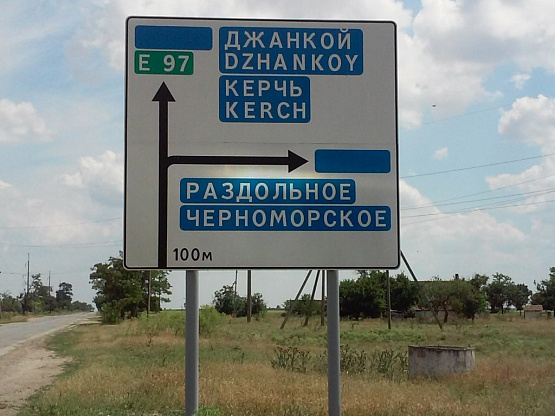 ДЖАНКОЙ
DZHANKOY
E 97
КЕРЧЬ
KERCH
РАЗДОЛЬНОЕ
ЧЕРНОМОРСКОЕ
100м